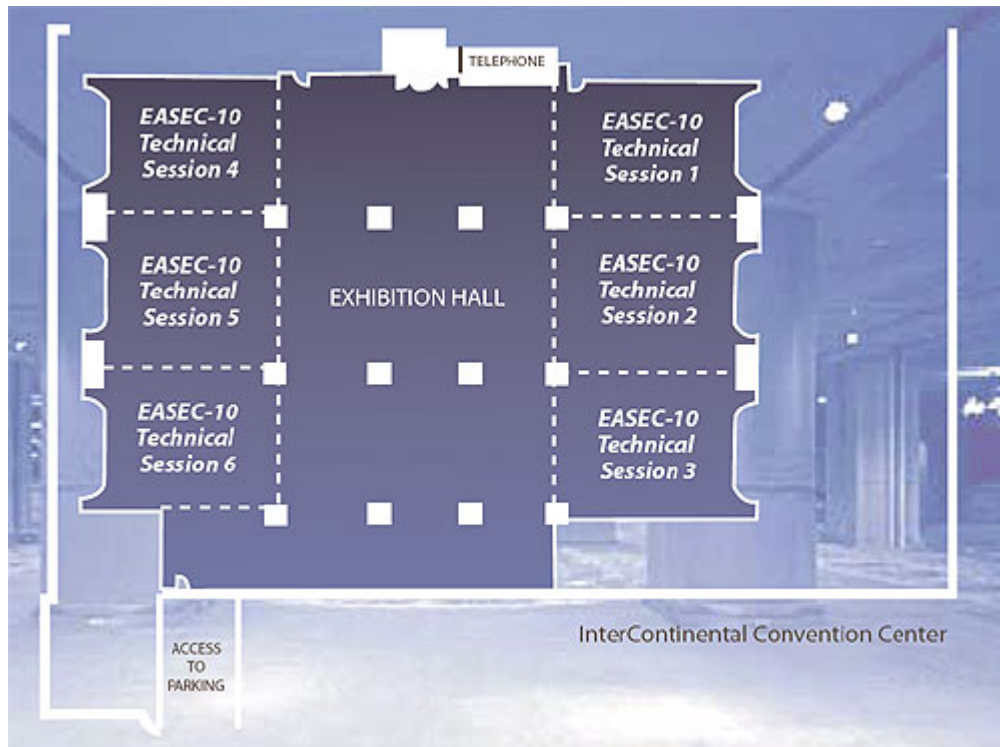 TELEPHONE
EASEC-10
Technical
Session 4
EASEC-10
Technical
Session 1
EASEC-10
Technical
Session 5
EXHIBITION HALL
EASEC-10
Technical
Session 2
EASEC-10
Technical
Session 6
EASEC-10
Technical
Session 3
InterContinental Convention Center
ACCESS
TO
PARKING